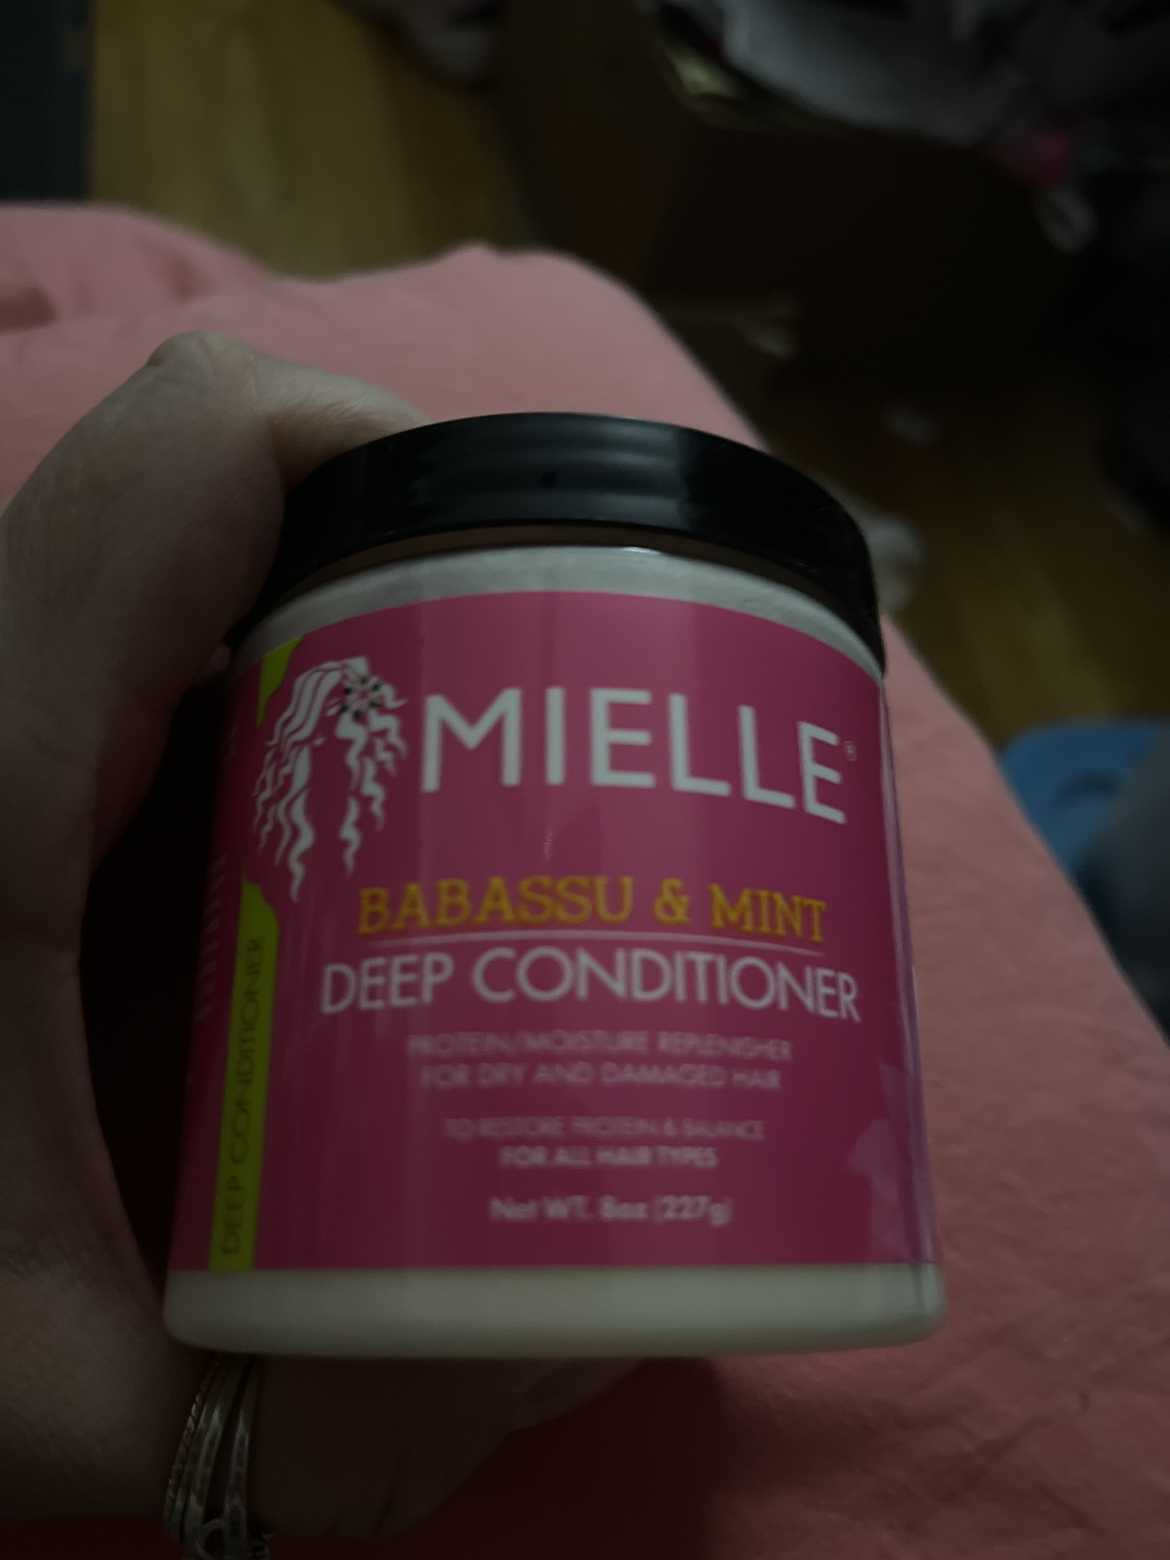 MIELLE®
BABASSU & MINT
DEEP CONDITIONER
PROTEIN/MOISTURE REPLENISHER
FOR DRY AND DAMAGED HAIR
TO RESTORE PROTEIN & BALANCE
FOR ALL HAIR TYPES
Net WT. 8oz (227g)
DEEP CONDITIONER